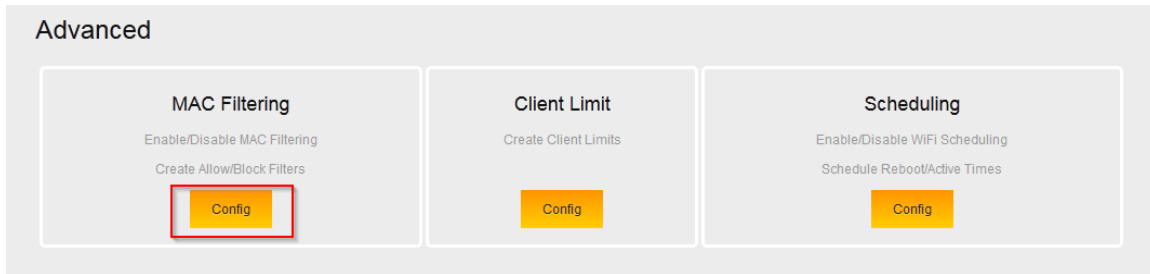 Advanced
MAC Filtering
Enable/Disable MAC Filtering
Create Allow/Block Filters
Config
Client Limit
Create Client Limits
Config
Scheduling
Enable/Disable WiFi Scheduling
Schedule Reboot/Active Times
Config